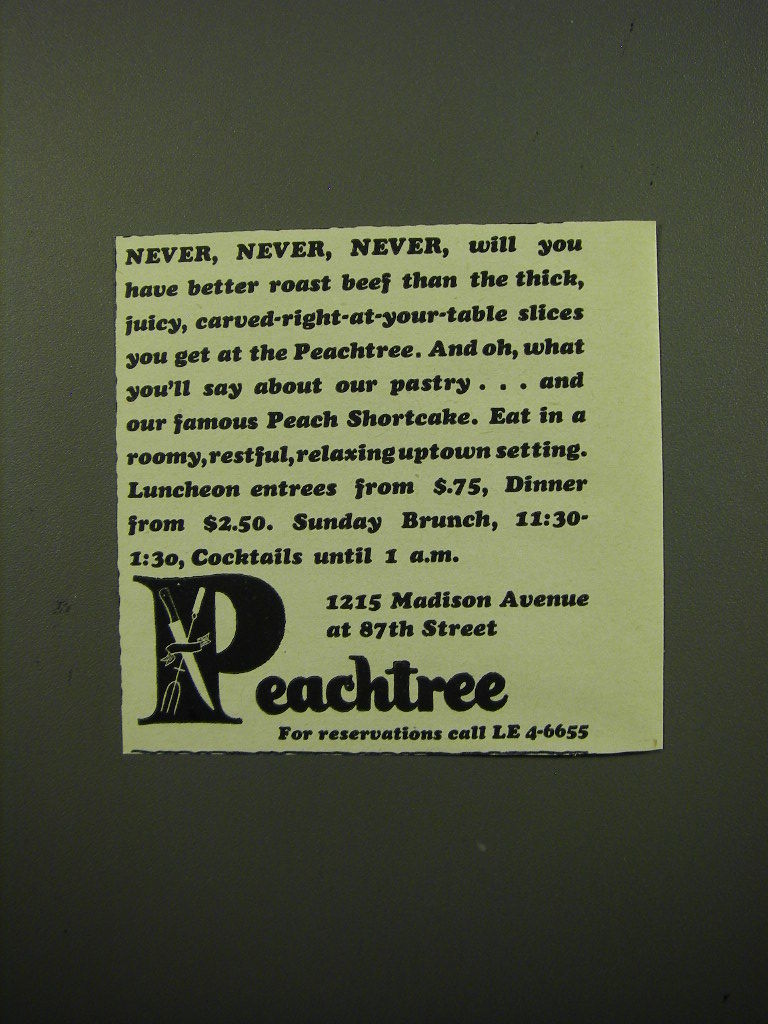 NEVER, NEVER, NEVER, will you
have better roast beef than the thick,
juicy, carved-right-at-your-table slices
you get at the Peachtree. And oh, what
you'll say about our pastry . . . and
our famous Peach Shortcake. Eat in a
roomy, restful, relaxing uptown setting.
Luncheon entrees from $.75, Dinner
from $2.50. Sunday Brunch, 11:30-
1:30, Cocktails until 1 a.m.
1215 Madison Avenue
at 87th Street
Peachtree
For reservations call LE 4-6655